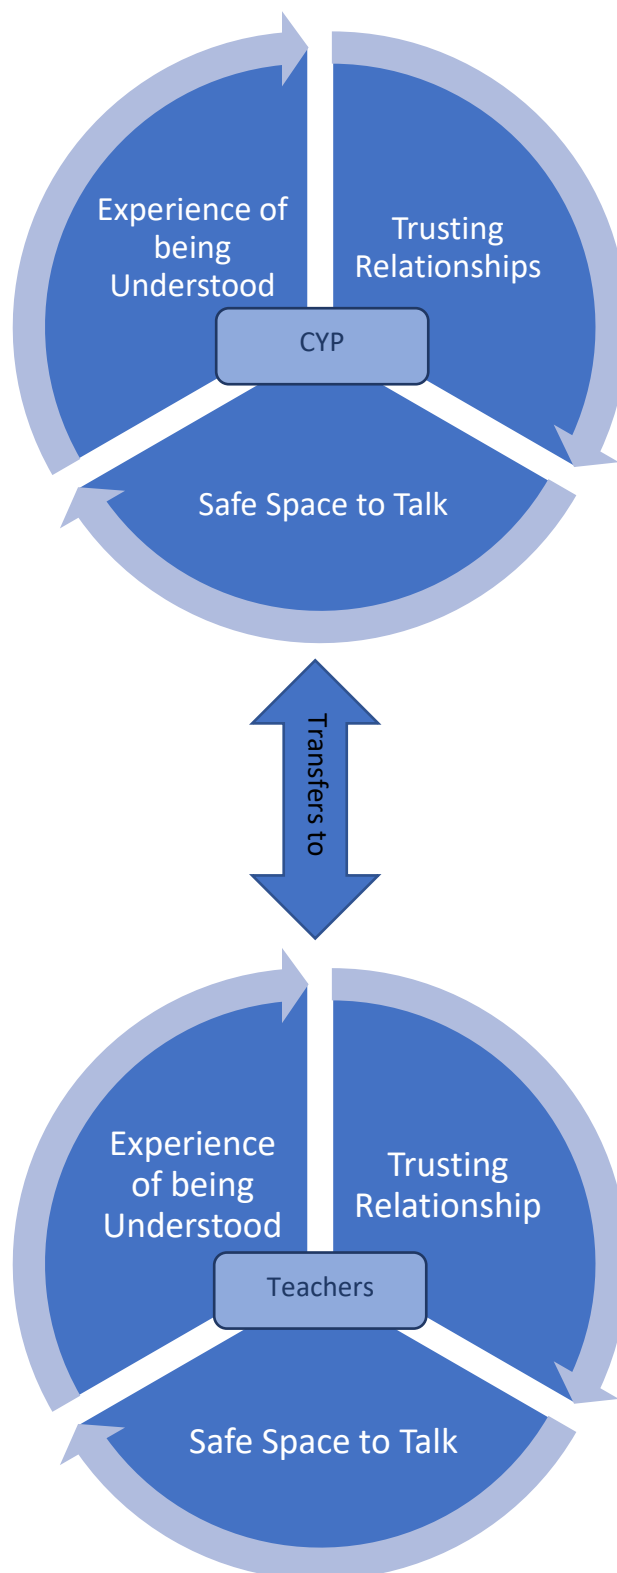 Experience of
being
Understood
Trusting
Relationships
CYP
Safe Space to Talk
Transfers to
Experience
of being
Understood
Trusting
Relationship
Teachers
Safe Space to Talk